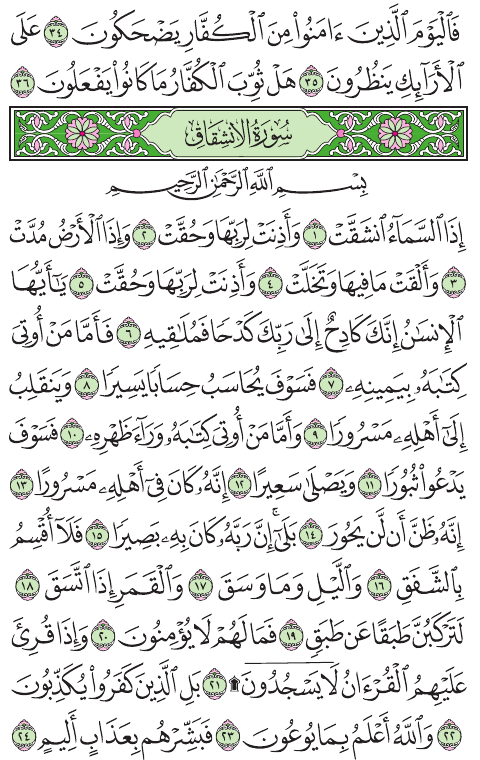 فَٱلۡيَوۡمَ ٱلَّذِينَ ءَامَنُواْ مِنَ ٱلۡكُفَّارِ يَضۡحَكُونَ ٣٤ عَلَى
ٱلۡأَرَآئِكِ يَنظُرُونَ ٣٥ هَلۡ ثُوِّبَ ٱلۡكُفَّارُ مَا كَانُواْ يَفۡعَلُونَ ٣٦
سُورَةُ الانشِقَاقِ
بِسۡمِ ٱللَّهِ ٱلرَّحۡمَٰنِ ٱلرَّحِيمِ
إِذَا ٱلسَّمَآءُ ٱنشَقَّتۡ ١ وَأَذِنَتۡ لِرَبِّهَا وَحُقَّتۡ ٢ وَإِذَا ٱلۡأَرۡضُ مُدَّتۡ
٣ وَأَلۡقَتۡ مَا فِيهَا وَتَخَلَّتۡ ٤ وَأَذِنَتۡ لِرَبِّهَا وَحُقَّتۡ ٥ يَٰٓأَيُّهَا
ٱلۡإِنسَٰنُ إِنَّكَ كَادِحٌ إِلَىٰ رَبِّكَ كَدۡحٗا فَمُلَٰقِيهِ ٦ فَأَمَّا مَنۡ أُوتِيَ
كِتَٰبَهُۥ بِيَمِينِهِۦ ٧ فَسَوۡفَ يُحَاسَبُ حِسَابٗا يَسِيرٗا ٨ وَيَنقَلِبُ
إِلَىٰٓ أَهۡلِهِۦ مَسۡرُورٗا ٩ وَأَمَّا مَنۡ أُوتِيَ كِتَٰبَهُۥ وَرَآءَ ظَهۡرِهِۦ ١٠ فَسَوۡفَ
يَدۡعُواْ ثُبُورٗا ١١ وَيَصۡلَىٰ سَعِيرًا ١٢ إِنَّهُۥ كَانَ فِيٓ أَهۡلِهِۦ مَسۡرُورًا ١٣
إِنَّهُۥ ظَنَّ أَن لَّن يَحُورَ ١٤ بَلَىٰٓۚ إِنَّ رَبَّهُۥ كَانَ بِهِۦ بَصِيرٗا ١٥ فَلَآ أُقۡسِمُ
بِٱلشَّفَقِ ١٦ وَٱلَّيۡلِ وَمَا وَسَقَ ١٧ وَٱلۡقَمَرِ إِذَا ٱتَّسَقَ ١٨
لَتَرۡكَبُنَّ طَبَقًا عَن طَبَقٖ ١٩ فَمَا لَهُمۡ لَا يُؤۡمِنُونَ ٢٠ وَإِذَا قُرِئَ
عَلَيۡهِمُ ٱلۡقُرۡءَانُ لَا يَسۡجُدُونَۤ۩ ٢١ بَلِ ٱلَّذِينَ كَفَرُواْ يُكَذِّبُونَ
٢٢ وَٱللَّهُ أَعۡلَمُ بِمَا يُوعُونَ ٢٣ فَبَشِّرۡهُم بِعَذَابٍ أَلِيمٍ ٢٤